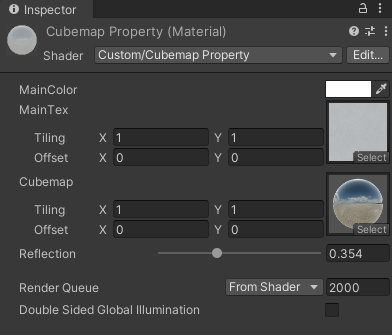 Inspector
Cubemap Property (Material)
Shader Custom/Cubemap Property Edit...
MainColor
MainTex
Tiling X 1 Y 1
Offset X 0 Y 0
Select
Cubemap
Tiling X 1 Y 1
Offset X 0 Y 0
Select
Reflection 0.354
Render Queue From Shader 2000
Double Sided Global Illumination